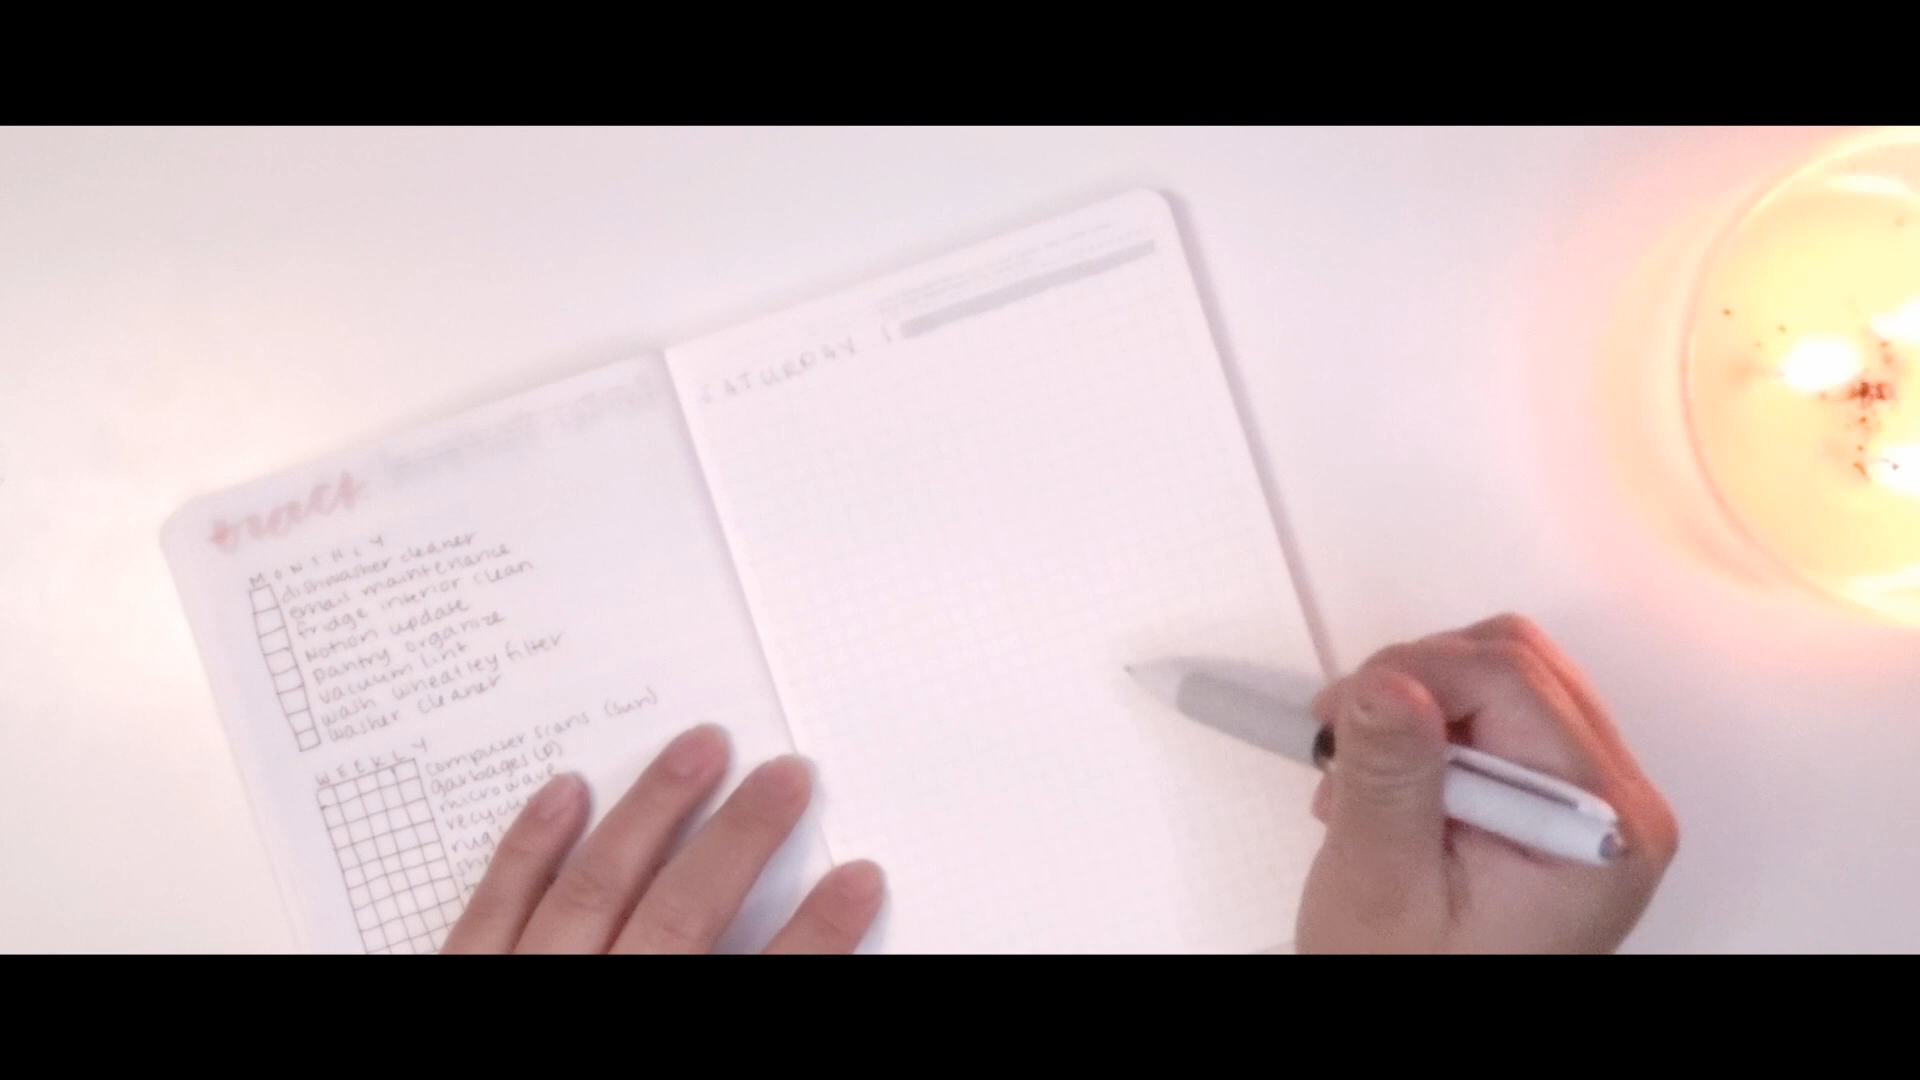 track
MONTHLY
dishwasher cleaner
email maintenance
fridge interior clean
Notion update
pantry organize
vacuum lint
wash wheatley filter
washer cleaner
WEEKLY
computer scans (sun)
garbages (P)
microwave
SATURDAY 1